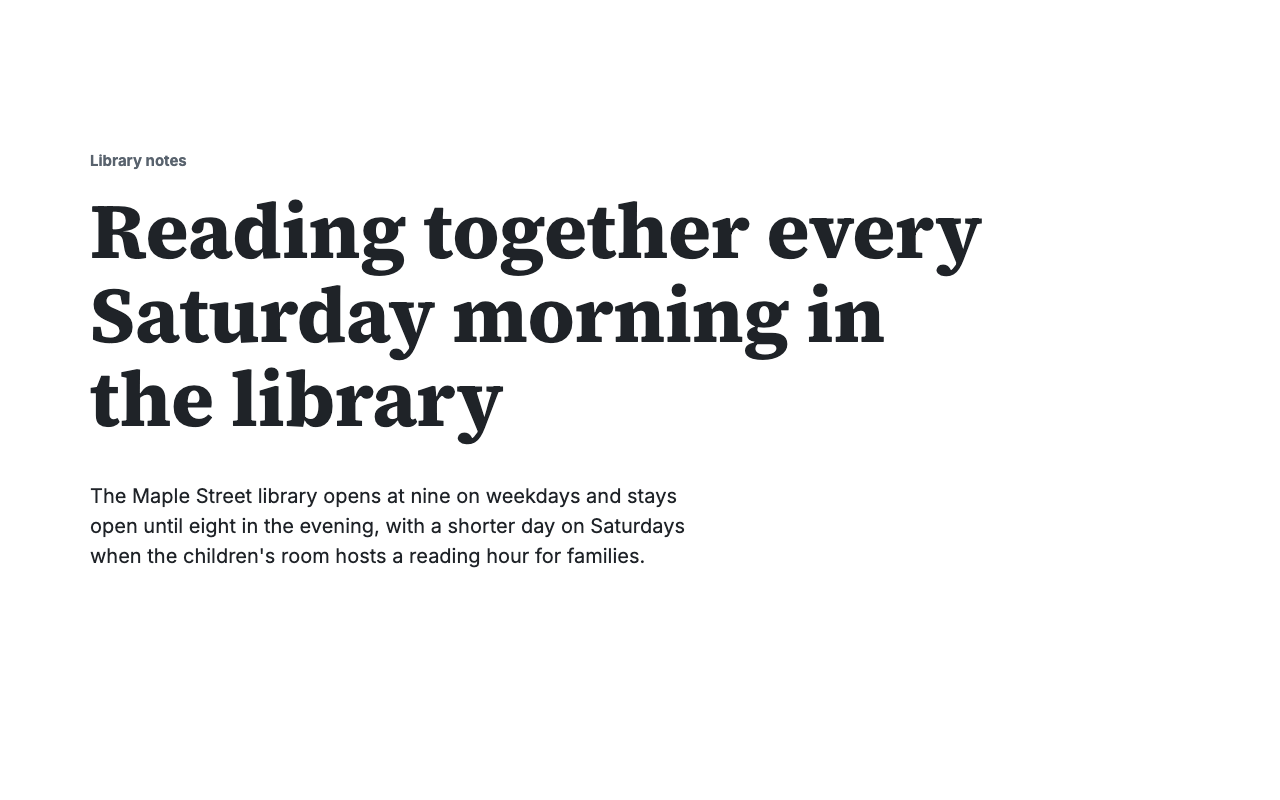 Library notes
Reading together every
Saturday morning in
the library
The Maple Street library opens at nine on weekdays and stays
open until eight in the evening, with a shorter day on Saturdays
when the children's room hosts a reading hour for families.